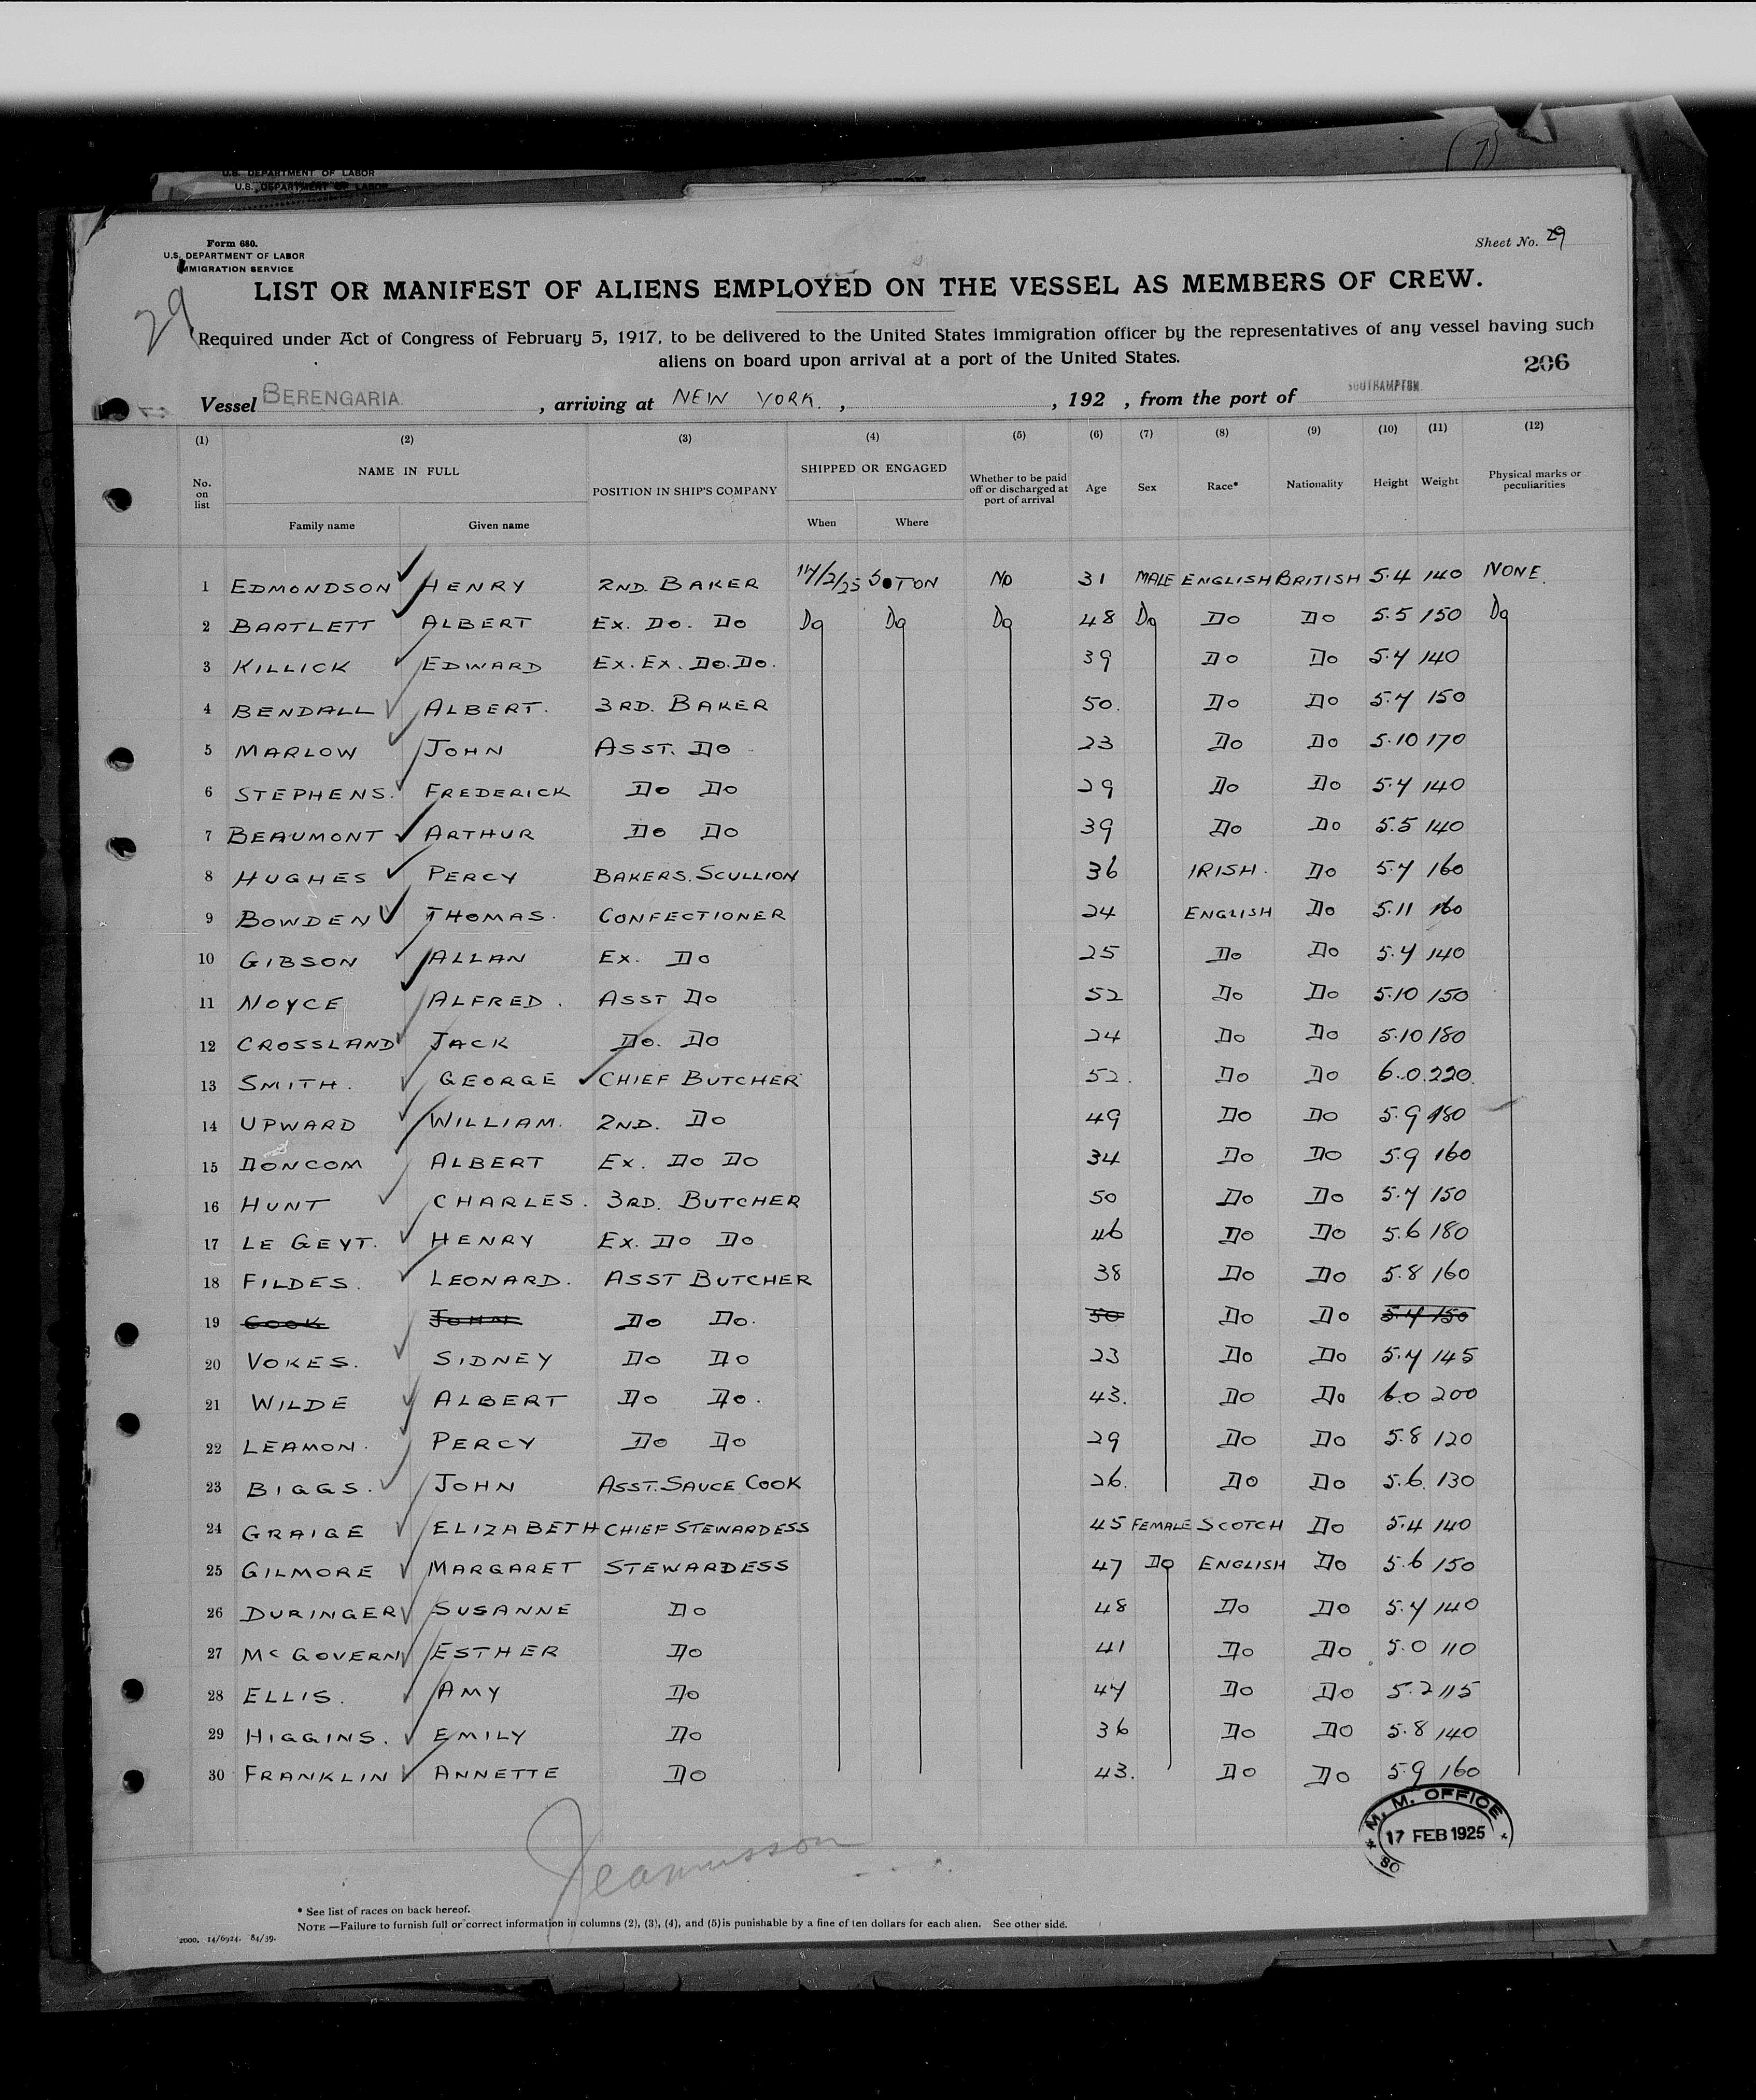 U.S. DEPARTMENT OF LABOR
U.S. DEPARTMENT OF LABOR
Form 680.
U.S. DEPARTMENT OF LABOR
IMMIGRATION SERVICE
Sheet No. 29
LIST OR MANIFEST OF ALIENS EMPLOYED ON THE VESSEL AS MEMBERS OF CREW.
29
Required under Act of Congress of February 5, 1917, to be delivered to the United States immigration officer by the representatives of any vessel having such
aliens on board upon arrival at a port of the United States.
206
Vessel BERENGARIA. , arriving at NEW YORK. , , 192 , from the port of SOUTHAMPTON.
(1) (2) (3) (4) (5) (6) (7) (8) (9) (10) (11) (12)
No. on list NAME IN FULL POSITION IN SHIP'S COMPANY SHIPPED OR ENGAGED Whether to be paid off or discharged at port of arrival Age Sex Race* Nationality Height Weight Physical marks or peculiarities
Family name Given name When Where
1 EDMONDSON HENRY 2ND. BAKER 14/2/25 SOTON NO 31 MALE ENGLISH BRITISH 5.4 140 NONE.
2 BARTLETT ALBERT EX. DO. DO DO DO DO 48 DO DO DO 5.5 150 DO
3 KILLICK EDWARD EX. EX. DO. DO. 39 DO DO 5.4 140
4 BENDALL ALBERT. 3RD. BAKER 50. DO DO 5.7 150
5 MARLOW JOHN ASST. DO 23 DO DO 5.10 170
6 STEPHENS. FREDERICK DO DO 29 DO DO 5.7 140
7 BEAUMONT ARTHUR DO DO 39 DO DO 5.5 140
8 HUGHES PERCY BAKERS. SCULLION 36 IRISH. DO 5.7 160
9 BOWDEN THOMAS. CONFECTIONER 24 ENGLISH DO 5.11 160
10 GIBSON ALLAN EX. DO 25 DO DO 5.7 140
11 NOYCE ALFRED. ASST DO 52 DO DO 5.10 150
12 CROSSLAND JACK DO. DO 24 DO DO 5.10 180
13 SMITH. GEORGE CHIEF BUTCHER 52. DO DO 6.0. 220.
14 UPWARD WILLIAM. 2ND. DO 49 DO DO 5.9 180
15 DONCOM ALBERT EX. DO DO 34 DO DO 5.9 160
16 HUNT CHARLES. 3RD. BUTCHER 50 DO DO 5.7 150
17 LE GEYT. HENRY EX. DO DO 46 DO DO 5.6 180
18 FILDES. LEONARD. ASST BUTCHER 38 DO DO 5.8 160
19 COOK JOHN DO DO. 50 DO DO 5.7 150
20 VOKES. SIDNEY DO DO 23 DO DO 5.7 145
21 WILDE ALBERT DO DO. 43. DO DO 6.0 200
22 LEAMON. PERCY DO DO 29 DO DO 5.8 120
23 BIGGS. JOHN ASST. SAUCE COOK 26. DO DO 5.6. 130
24 GRAIGE ELIZABETH CHIEF STEWARDESS 45 FEMALE SCOTCH DO 5.4 140
25 GILMORE MARGARET STEWARDESS 47 DO ENGLISH DO 5.6 150
26 DURINGER SUSANNE DO 48 DO DO 5.7 140
27 Mc GOVERN ESTHER DO 41 DO DO 5.0 110
28 ELLIS. AMY DO 47 DO DO 5.2 115
29 HIGGINS. EMILY DO 36 DO DO 5.8 140
30 FRANKLIN ANNETTE DO 43. DO DO 5.9 160
M. M. OFFICE
17 FEB 1925
* See list of races on back hereof.
NOTE —Failure to furnish full or correct information in columns (2), (3), (4), and (5) is punishable by a fine of ten dollars for each alien. See other side.
2000. 14/6924. 84/39.